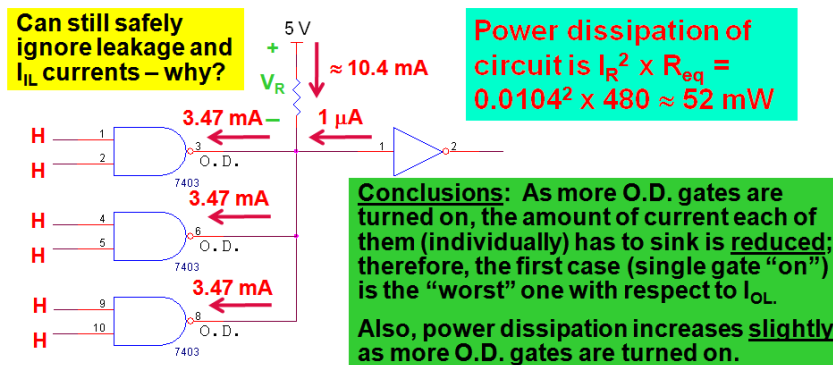 Can still safely
ignore leakage and
I_IL currents – why?
5 V
+
V_R
–
≈ 10.4 mA
Power dissipation of
circuit is I_R² x R_eq =
0.0104² x 480 ≈ 52 mW
3.47 mA
1 µA
H
H
1
2
3
O.D.
7403
1
2
3.47 mA
H
H
4
5
6
O.D.
7403
3.47 mA
H
H
9
10
8
O.D.
7403
Conclusions: As more O.D. gates are
turned on, the amount of current each of
them (individually) has to sink is reduced;
therefore, the first case (single gate “on”)
is the “worst” one with respect to I_OL.
Also, power dissipation increases slightly
as more O.D. gates are turned on.